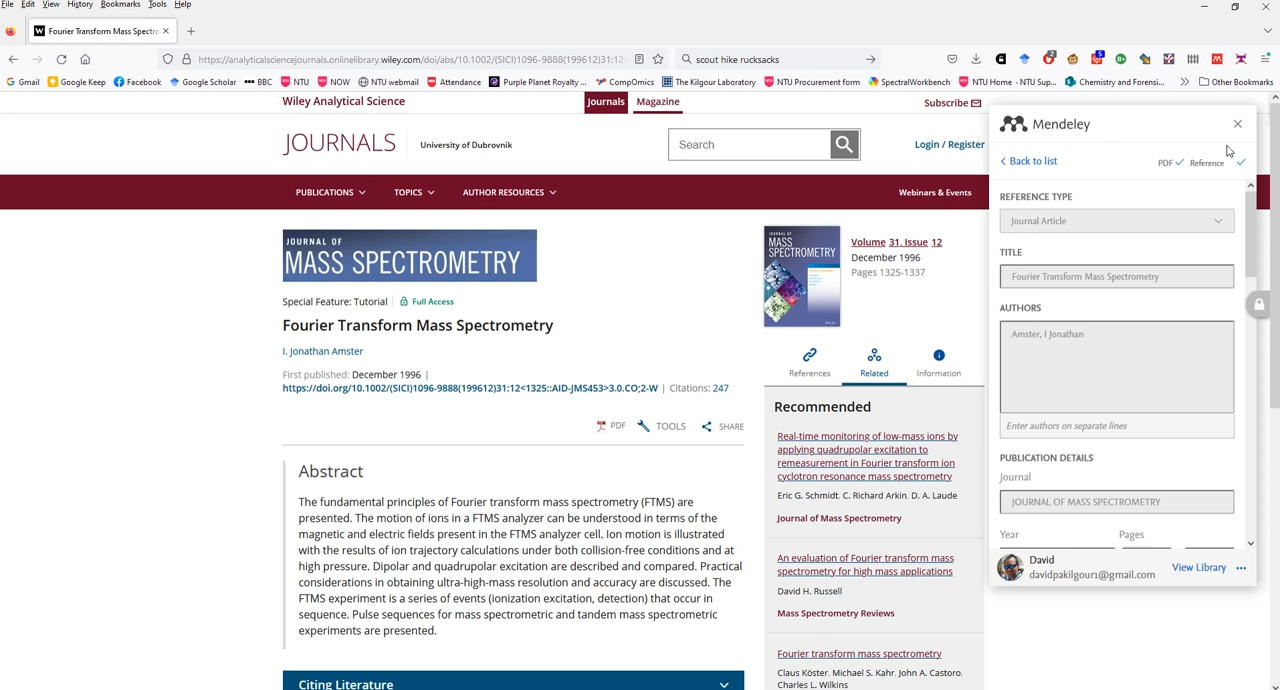 File Edit View History Bookmarks Tools Help
Fourier Transform Mass Spectro
https://analyticalsciencejournals.onlinelibrary.wiley.com/doi/abs/10.1002/(SICI)1096-9888(199612)31:12
scout hike rucksacks
Gmail Google Keep Facebook Google Scholar BBC NTU NOW NTU webmail Attendance Purple Planet Royalty ... CompOmics The Kilgour Laboratory NTU Procurement form SpectralWorkbench NTU Home - NTU Sup... Chemistry and Forensi... Other Bookmarks
Wiley Analytical Science
Journals Magazine
Subscribe
JOURNALS
University of Dubrovnik
Search
Login / Register
PUBLICATIONS TOPICS AUTHOR RESOURCES
Webinars & Events
JOURNAL OF
MASS SPECTROMETRY
Special Feature: Tutorial Full Access
Fourier Transform Mass Spectrometry
I. Jonathan Amster
First published: December 1996 |
https://doi.org/10.1002/(SICI)1096-9888(199612)31:12<1325::AID-JMS453>3.0.CO;2-W | Citations: 247
PDF TOOLS SHARE
Abstract
The fundamental principles of Fourier transform mass spectrometry (FTMS) are
presented. The motion of ions in a FTMS analyzer can be understood in terms of the
magnetic and electric fields present in the FTMS analyzer cell. Ion motion is illustrated
with the results of ion trajectory calculations under both collision-free conditions and at
high pressure. Dipolar and quadrupolar excitation are described and compared. Practical
considerations in obtaining ultra-high-mass resolution and accuracy are discussed. The
FTMS experiment is a series of events (ionization excitation, detection) that occur in
sequence. Pulse sequences for mass spectrometric and tandem mass spectrometric
experiments are presented.
Citing Literature
JOURNAL OF
MASS
SPECTROMETRY
Volume 31, Issue 12
December 1996
Pages 1325-1337
References Related Information
Recommended
Real-time monitoring of low-mass ions by
applying quadrupolar excitation to
remeasurement in Fourier transform ion
cyclotron resonance mass spectrometry
Eric G. Schmidt, C. Richard Arkin, D. A. Laude
Journal of Mass Spectrometry
An evaluation of Fourier transform mass
spectrometry for high mass applications
David H. Russell
Mass Spectrometry Reviews
Fourier transform mass spectrometry
Claus Köster, Michael S. Kahr, John A. Castoro,
Charles L. Wilkins
Mendeley
Back to list
PDF Reference
REFERENCE TYPE
Journal Article
TITLE
Fourier Transform Mass Spectrometry
AUTHORS
Amster, I Jonathan
Enter authors on separate lines
PUBLICATION DETAILS
Journal
JOURNAL OF MASS SPECTROMETRY
Year Pages
David
davidpakilgour1@gmail.com
View Library